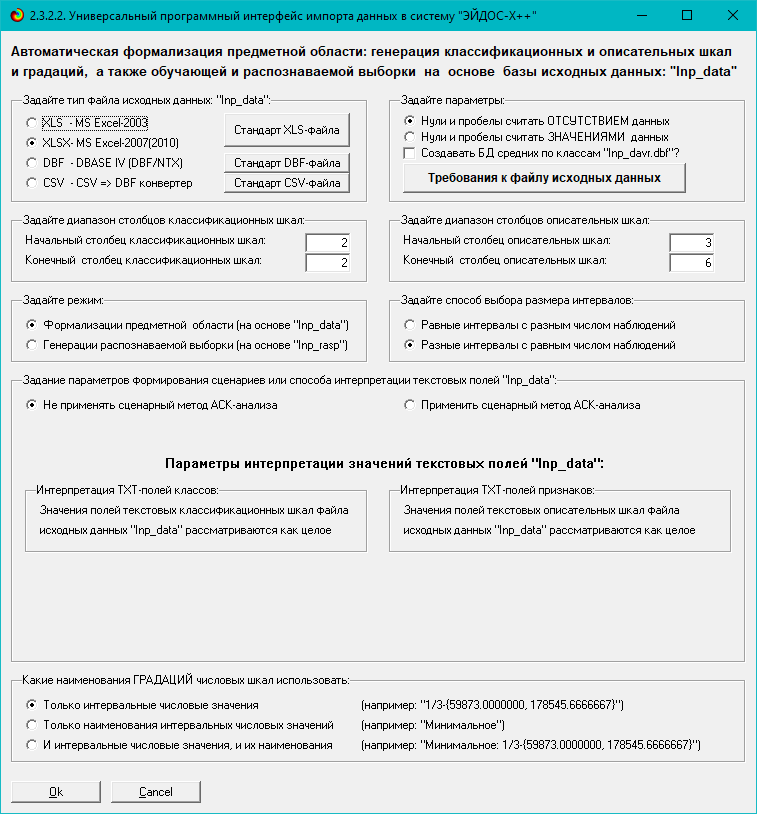 2.3.2.2. Универсальный программный интерфейс импорта данных в систему "ЭЙДОС-X++"
Автоматическая формализация предметной области: генерация классификационных и описательных шкал
и градаций, а также обучающей и распознаваемой выборки на основе базы исходных данных: "Inp_data"
Задайте тип файла исходных данных: "Inp_data":
XLS - MS Excel-2003
XLSX- MS Excel-2007(2010)
Стандарт XLS-файла
DBF - DBASE IV (DBF/NTX)
Стандарт DBF-файла
CSV - CSV => DBF конвертер
Стандарт CSV-файла
Задайте параметры:
Нули и пробелы считать ОТСУТСТВИЕМ данных
Нули и пробелы считать ЗНАЧЕНИЯМИ данных
Создавать БД средних по классам "Inp_davr.dbf"?
Требования к файлу исходных данных
Задайте диапазон столбцов классификационных шкал:
Начальный столбец классификационных шкал: 2
Конечный столбец классификационных шкал: 2
Задайте диапазон столбцов описательных шкал:
Начальный столбец описательных шкал: 3
Конечный столбец описательных шкал: 6
Задайте режим:
Формализации предметной области (на основе "Inp_data")
Генерации распознаваемой выборки (на основе "Inp_rasp")
Задайте способ выбора размера интервалов:
Равные интервалы с разным числом наблюдений
Разные интервалы с равным числом наблюдений
Задание параметров формирования сценариев или способа интерпретации текстовых полей "Inp_data":
Не применять сценарный метод АСК-анализа
Применить сценарный метод АСК-анализа
Параметры интерпретации значений текстовых полей "Inp_data":
Интерпретация TXT-полей классов:
Значения полей текстовых классификационных шкал файла
исходных данных "Inp_data" рассматриваются как целое
Интерпретация TXT-полей признаков:
Значения полей текстовых описательных шкал файла
исходных данных "Inp_data" рассматриваются как целое
Какие наименования ГРАДАЦИЙ числовых шкал использовать:
Только интервальные числовые значения (например: "1/3-{59873.0000000, 178545.6666667}")
Только наименования интервальных числовых значений (например: "Минимальное")
И интервальные числовые значения, и их наименования (например: "Минимальное: 1/3-{59873.0000000, 178545.6666667}")
Ok
Cancel